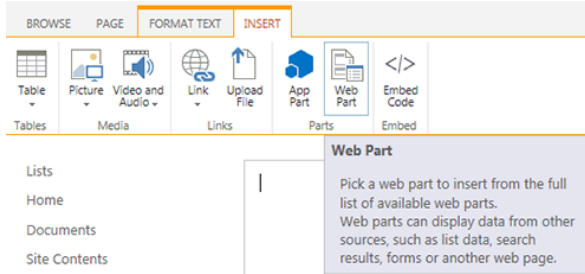 BROWSE PAGE FORMAT TEXT INSERT
Table Picture Video and Audio Link Upload File App Part Web Part </> Embed Code
Tables Media Links Parts Embed
Lists
Home
Documents
Site Contents
Web Part
Pick a web part to insert from the full
list of available web parts.
Web parts can display data from other
sources, such as list data, search
results, forms or another web page.